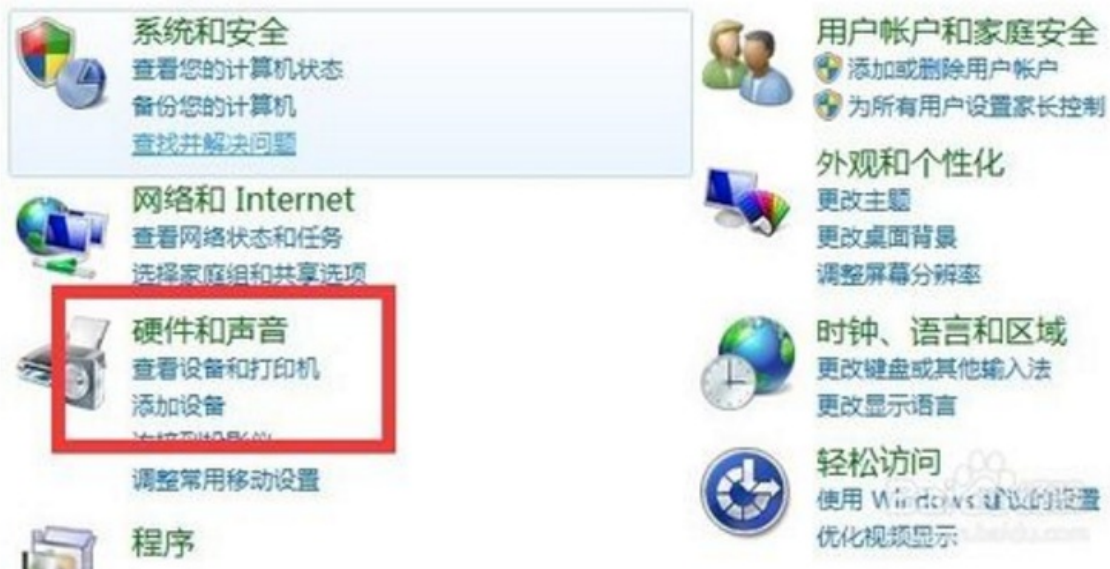 系统和安全
查看您的计算机状态
备份您的计算机
查找并解决问题
网络和 Internet
查看网络状态和任务
选择家庭组和共享选项
硬件和声音
查看设备和打印机
添加设备
连接到投影仪
调整常用移动设置
程序
用户帐户和家庭安全
添加或删除用户帐户
为所有用户设置家长控制
外观和个性化
更改主题
更改桌面背景
调整屏幕分辨率
时钟、语言和区域
更改键盘或其他输入法
更改显示语言
轻松访问
使用 Windows 建议的设置
优化视频显示